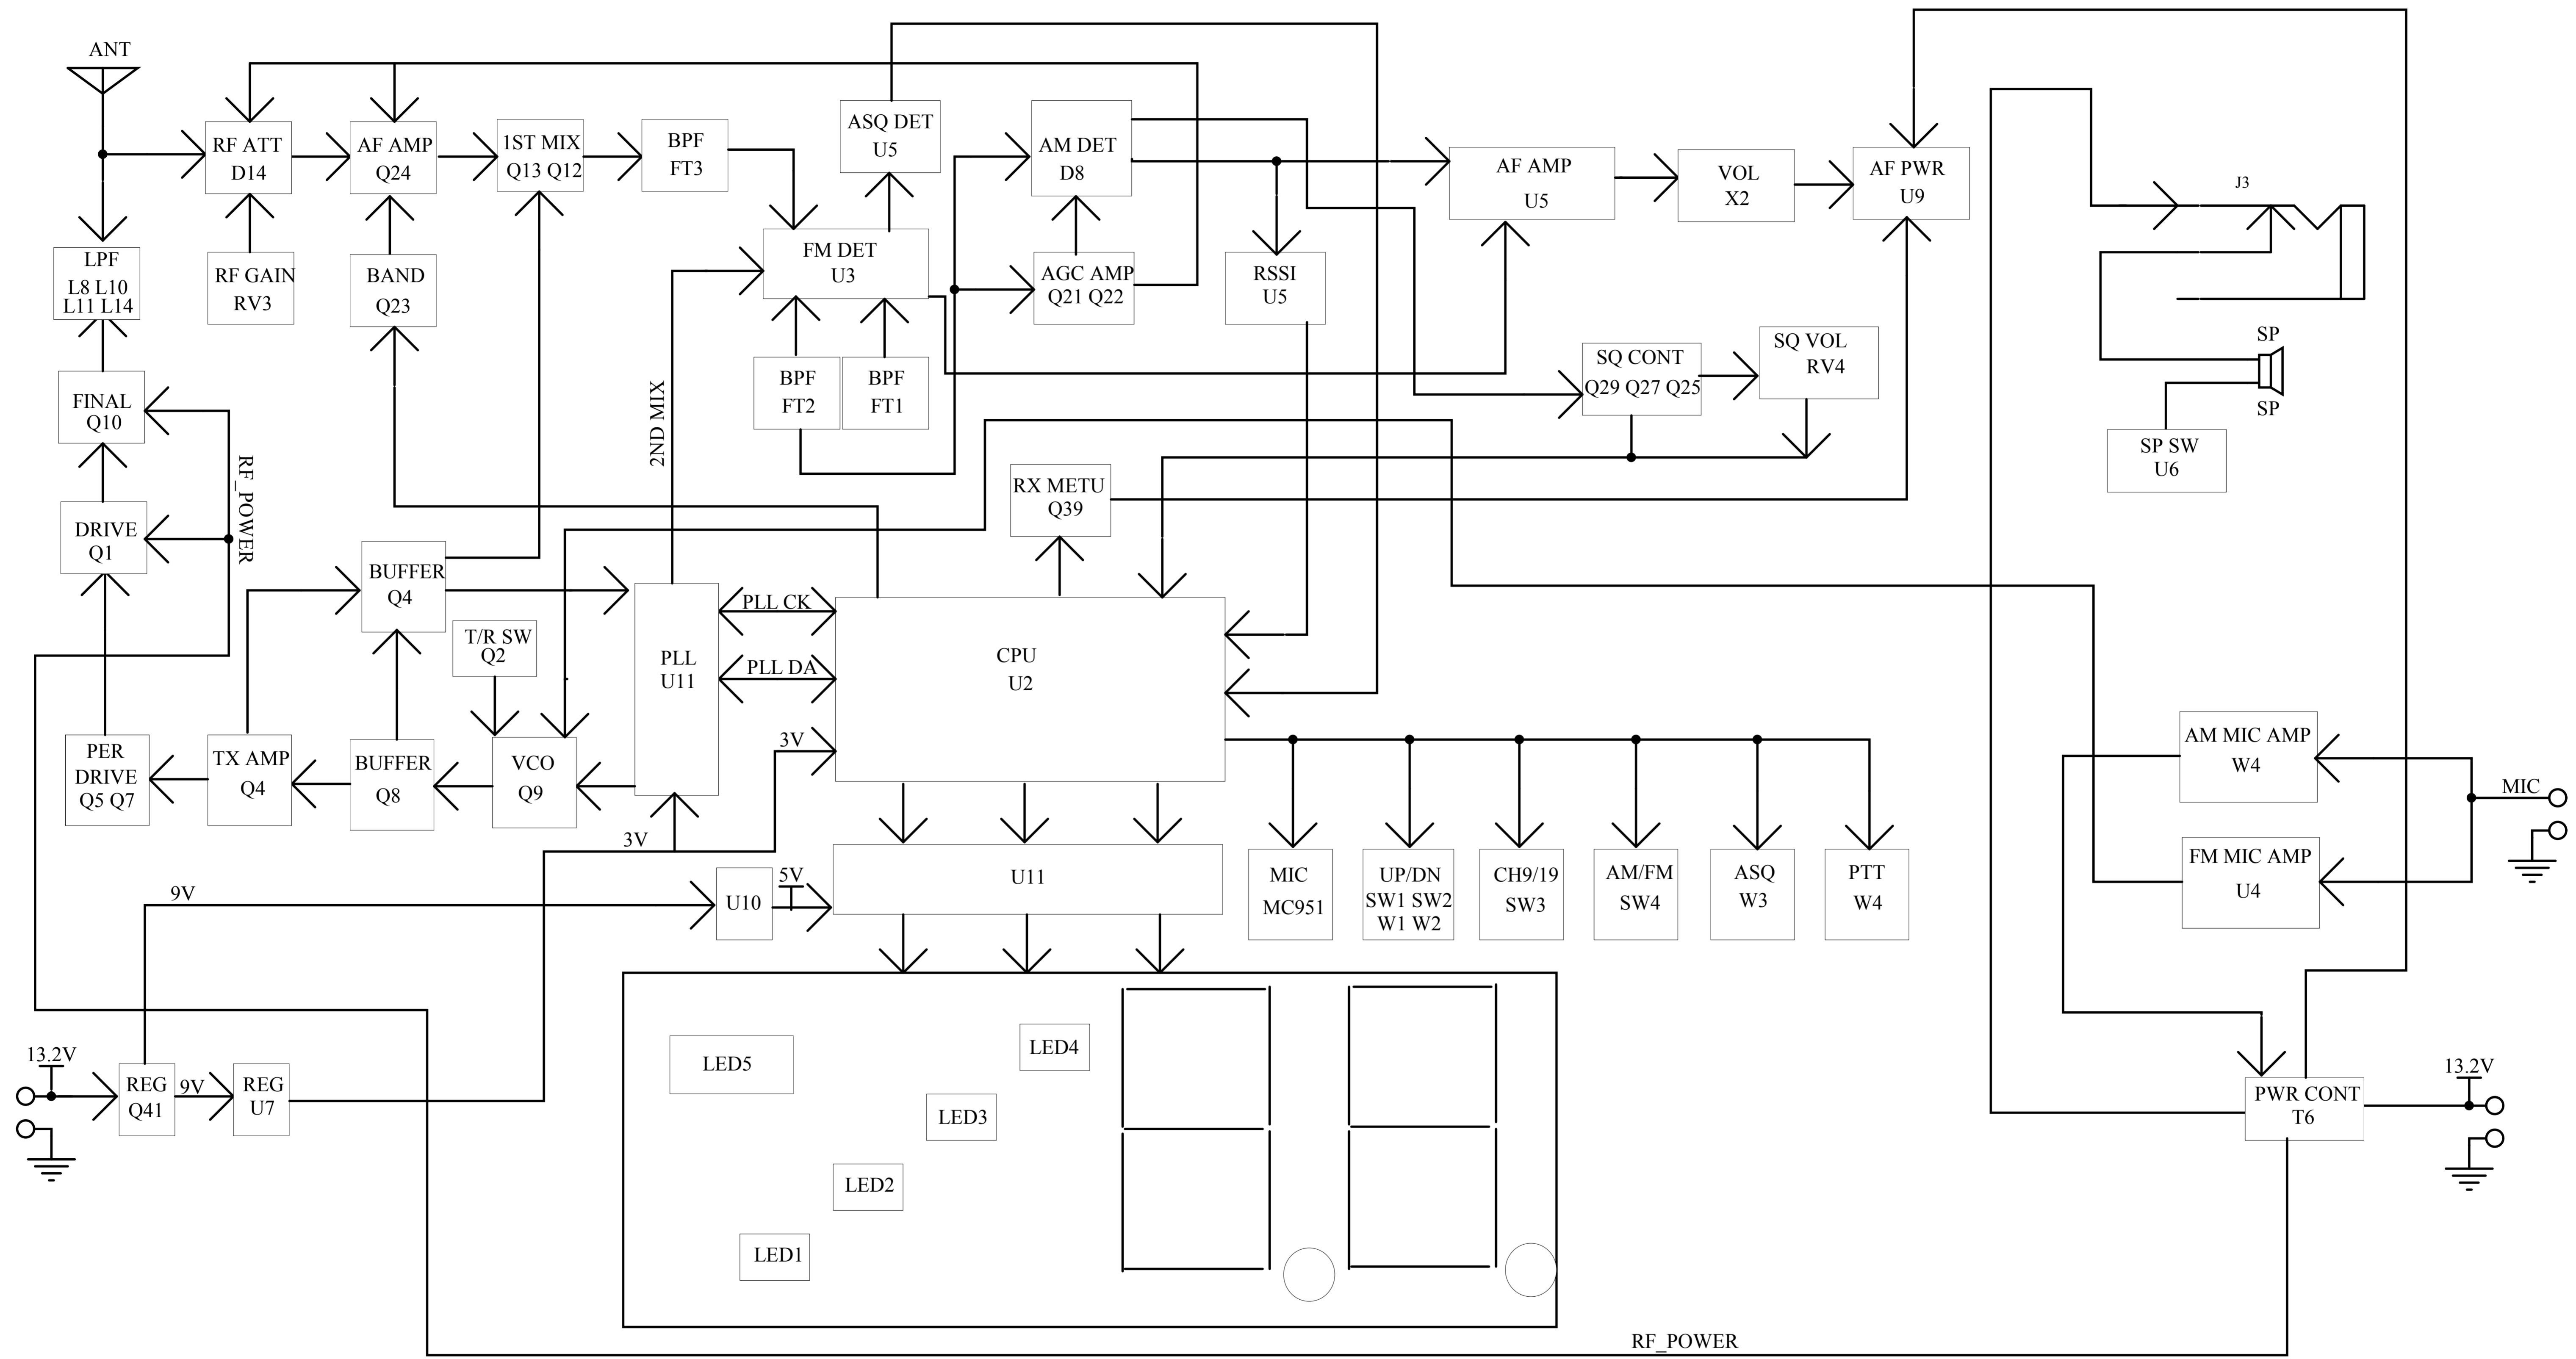 ANT
RF ATT
D14
AF AMP
Q24
1ST MIX
Q13 Q12
BPF
FT3
ASQ DET
U5
AM DET
D8
AF AMP
U5
VOL
X2
AF PWR
U9
J3
LPF
L8 L10
L11 L14
RF GAIN
RV3
BAND
Q23
FM DET
U3
AGC AMP
Q21 Q22
RSSI
U5
BPF
FT2
BPF
FT1
SQ CONT
Q29 Q27 Q25
SQ VOL
RV4
SP
SP
SP SW
U6
FINAL
Q10
RF_POWER
2ND MIX
RX METU
Q39
DRIVE
Q1
BUFFER
Q4
T/R SW
Q2
PLL
U11
PLL CK
PLL DA
CPU
U2
3V
PER
DRIVE
Q5 Q7
TX AMP
Q4
BUFFER
Q8
VCO
Q9
3V
AM MIC AMP
W4
MIC
FM MIC AMP
U4
9V
U10
5V
U11
MIC
MC951
UP/DN
SW1 SW2
W1 W2
CH9/19
SW3
AM/FM
SW4
ASQ
W3
PTT
W4
13.2V
REG
Q41
9V
REG
U7
LED5
LED4
LED3
LED2
LED1
PWR CONT
T6
13.2V
RF_POWER